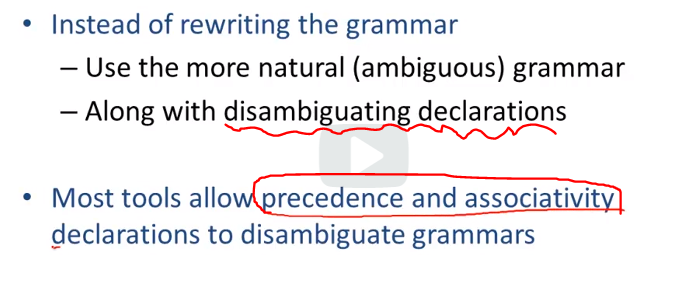 • Instead of rewriting the grammar
– Use the more natural (ambiguous) grammar
– Along with disambiguating declarations
• Most tools allow precedence and associativity
declarations to disambiguate grammars